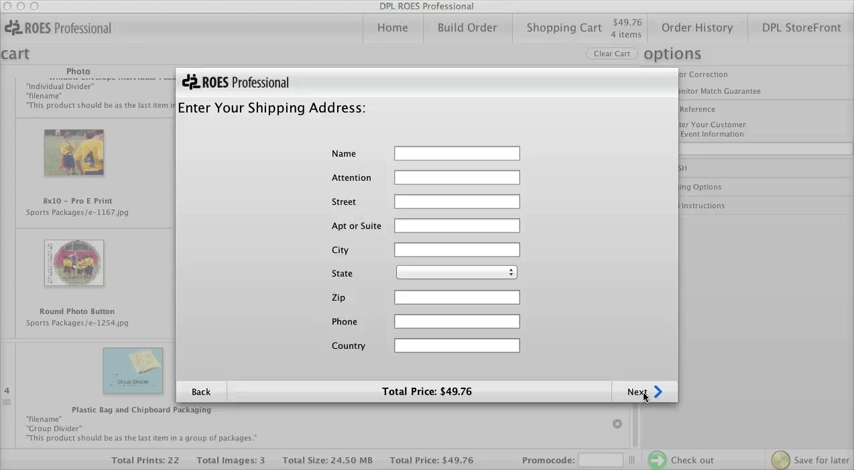 DPL ROES Professional
dpl ROES Professional
Home
Build Order
Shopping Cart
$49.76
4 items
Order History
DPL StoreFront
cart
Clear Cart
options
Photo
"Individual Divider"
"filename"
"This product should be as the last item in
8x10 - Pro E Print
Sports Packages/e-1167.jpg
Round Photo Button
Sports Packages/e-1254.jpg
4
Group Divider
Plastic Bag and Chipboard Packaging
"filename"
"Group Divider"
"This product should be as the last item in a group of packages."
dpl ROES Professional
Enter Your Shipping Address:
Name
Attention
Street
Apt or Suite
City
State
Zip
Phone
Country
Back
Total Price: $49.76
Next
or Correction
onitor Match Guarantee
Reference
ter Your Customer
Event Information
SH
ing Options
Instructions
Total Prints: 22
Total Images: 3
Total Size: 24.50 MB
Total Price: $49.76
Promocode:
Check out
Save for later